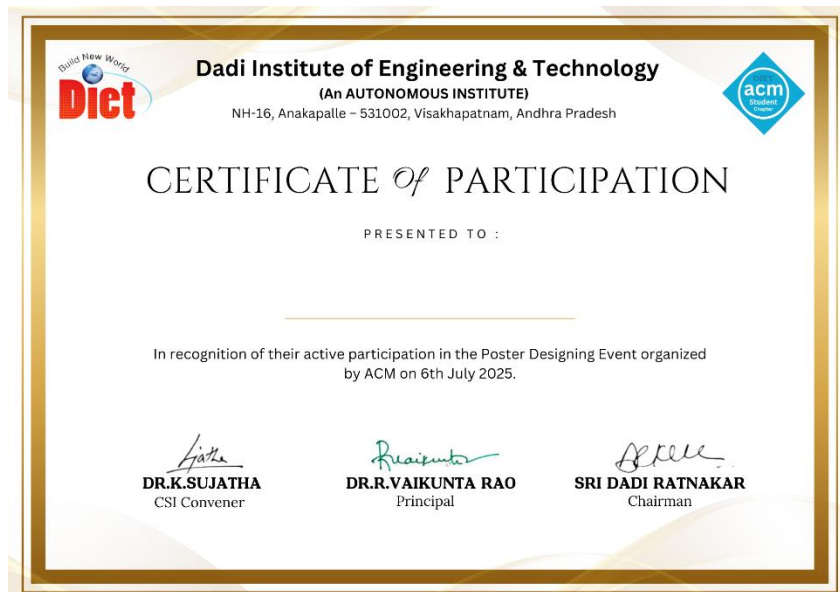 Build New World
Diet
Dadi Institute of Engineering & Technology
(An AUTONOMOUS INSTITUTE)
NH-16, Anakapalle – 531002, Visakhapatnam, Andhra Pradesh
DIET
acm
Student
Chapter
CERTIFICATE Of PARTICIPATION
PRESENTED TO :
In recognition of their active participation in the Poster Designing Event organized
by ACM on 6th July 2025.
DR.K.SUJATHA
CSI Convener
DR.R.VAIKUNTA RAO
Principal
SRI DADI RATNAKAR
Chairman